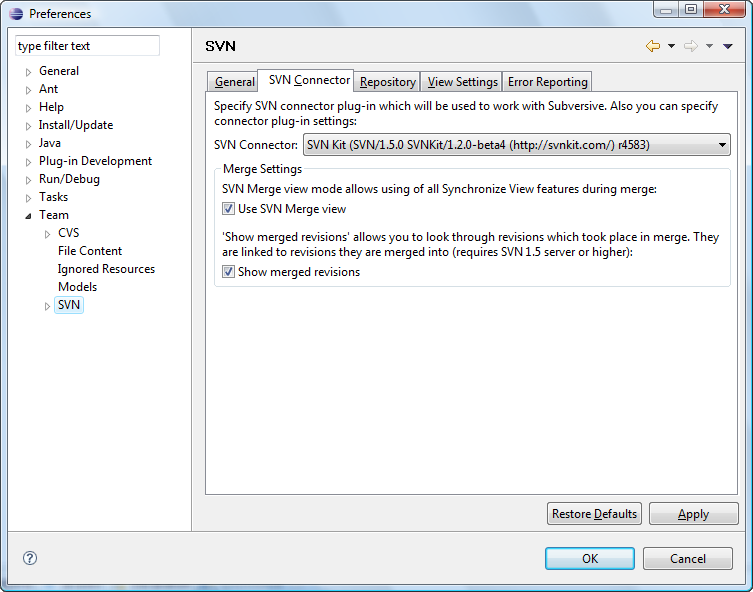 Preferences
type filter text
General
Ant
Help
Install/Update
Java
Plug-in Development
Run/Debug
Tasks
Team
CVS
File Content
Ignored Resources
Models
SVN
SVN
General SVN Connector Repository View Settings Error Reporting
Specify SVN connector plug-in which will be used to work with Subversive. Also you can specify
connector plug-in settings:
SVN Connector: SVN Kit (SVN/1.5.0 SVNKit/1.2.0-beta4 (http://svnkit.com/) r4583)
Merge Settings
SVN Merge view mode allows using of all Synchronize View features during merge:
Use SVN Merge view
'Show merged revisions' allows you to look through revisions which took place in merge. They
are linked to revisions they are merged into (requires SVN 1.5 server or higher):
Show merged revisions
Restore Defaults Apply
? OK Cancel